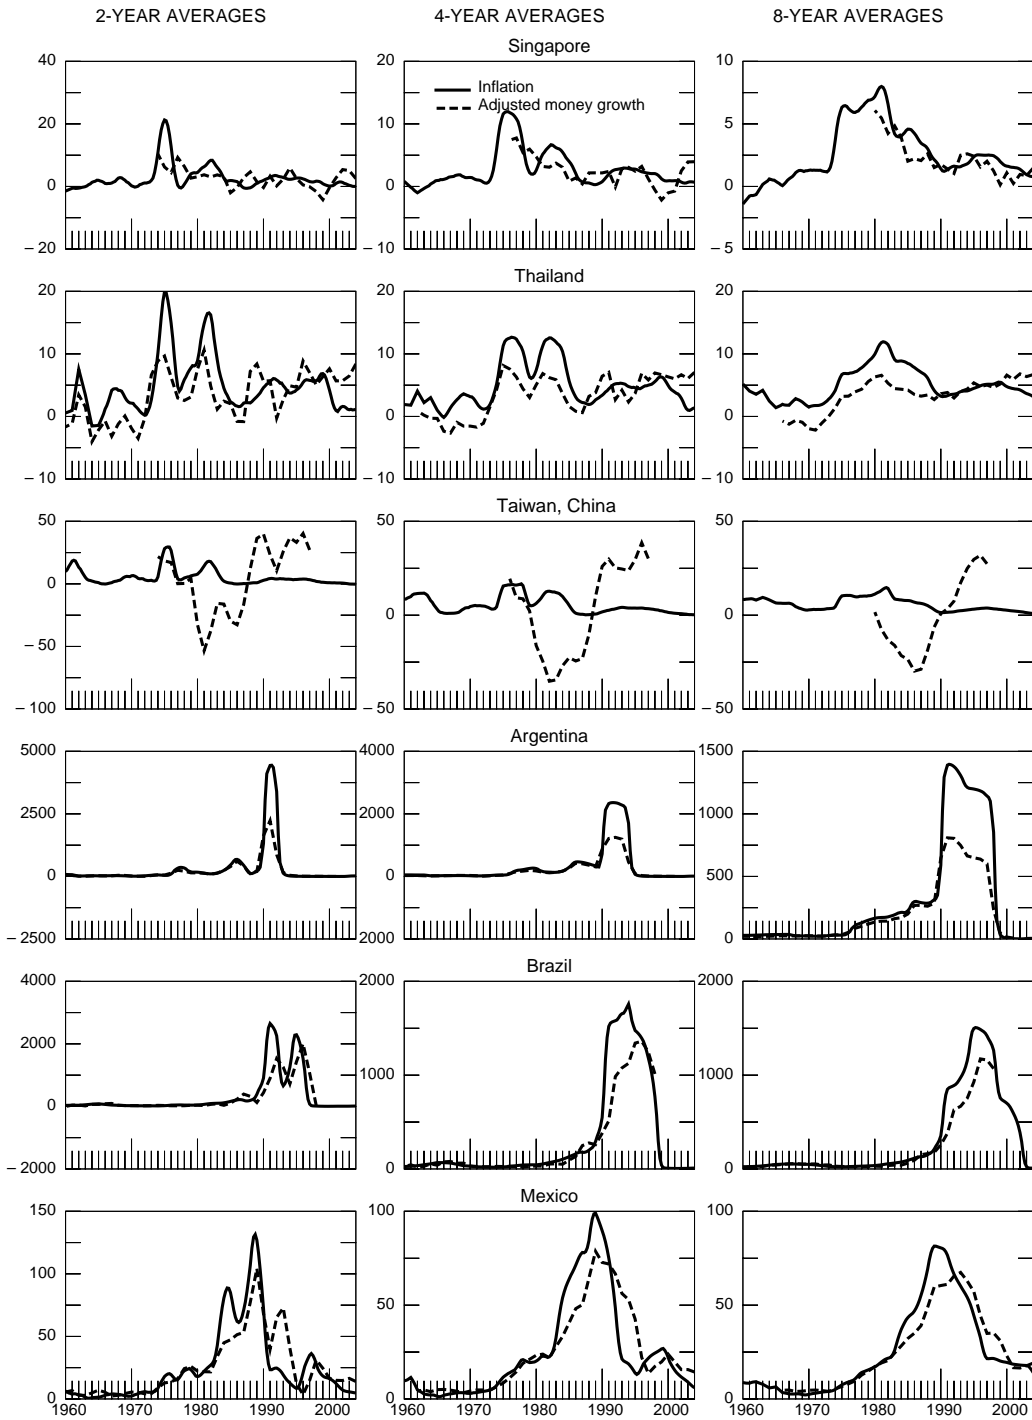 2-YEAR AVERAGES 4-YEAR AVERAGES 8-YEAR AVERAGES
Singapore
40 20 10
Inflation
Adjusted money growth
20 10 5
0 0 0
– 20 – 10 – 5
Thailand
20 20 20
10 10 10
0 0 0
– 10 – 10 – 10
Taiwan, China
50 50 50
0 0 0
– 50
– 100 – 50 – 50
Argentina
5000 4000 1500
2500 2000 1000
0 0 500
– 2500 2000 0
Brazil
4000 2000 2000
2000
1000 1000
0
– 2000 0 0
Mexico
150 100 100
100
50 50
50
0 0 0
1960 1970 1980 1990 2000 1960 1970 1980 1990 2000 1960 1970 1980 1990 2000